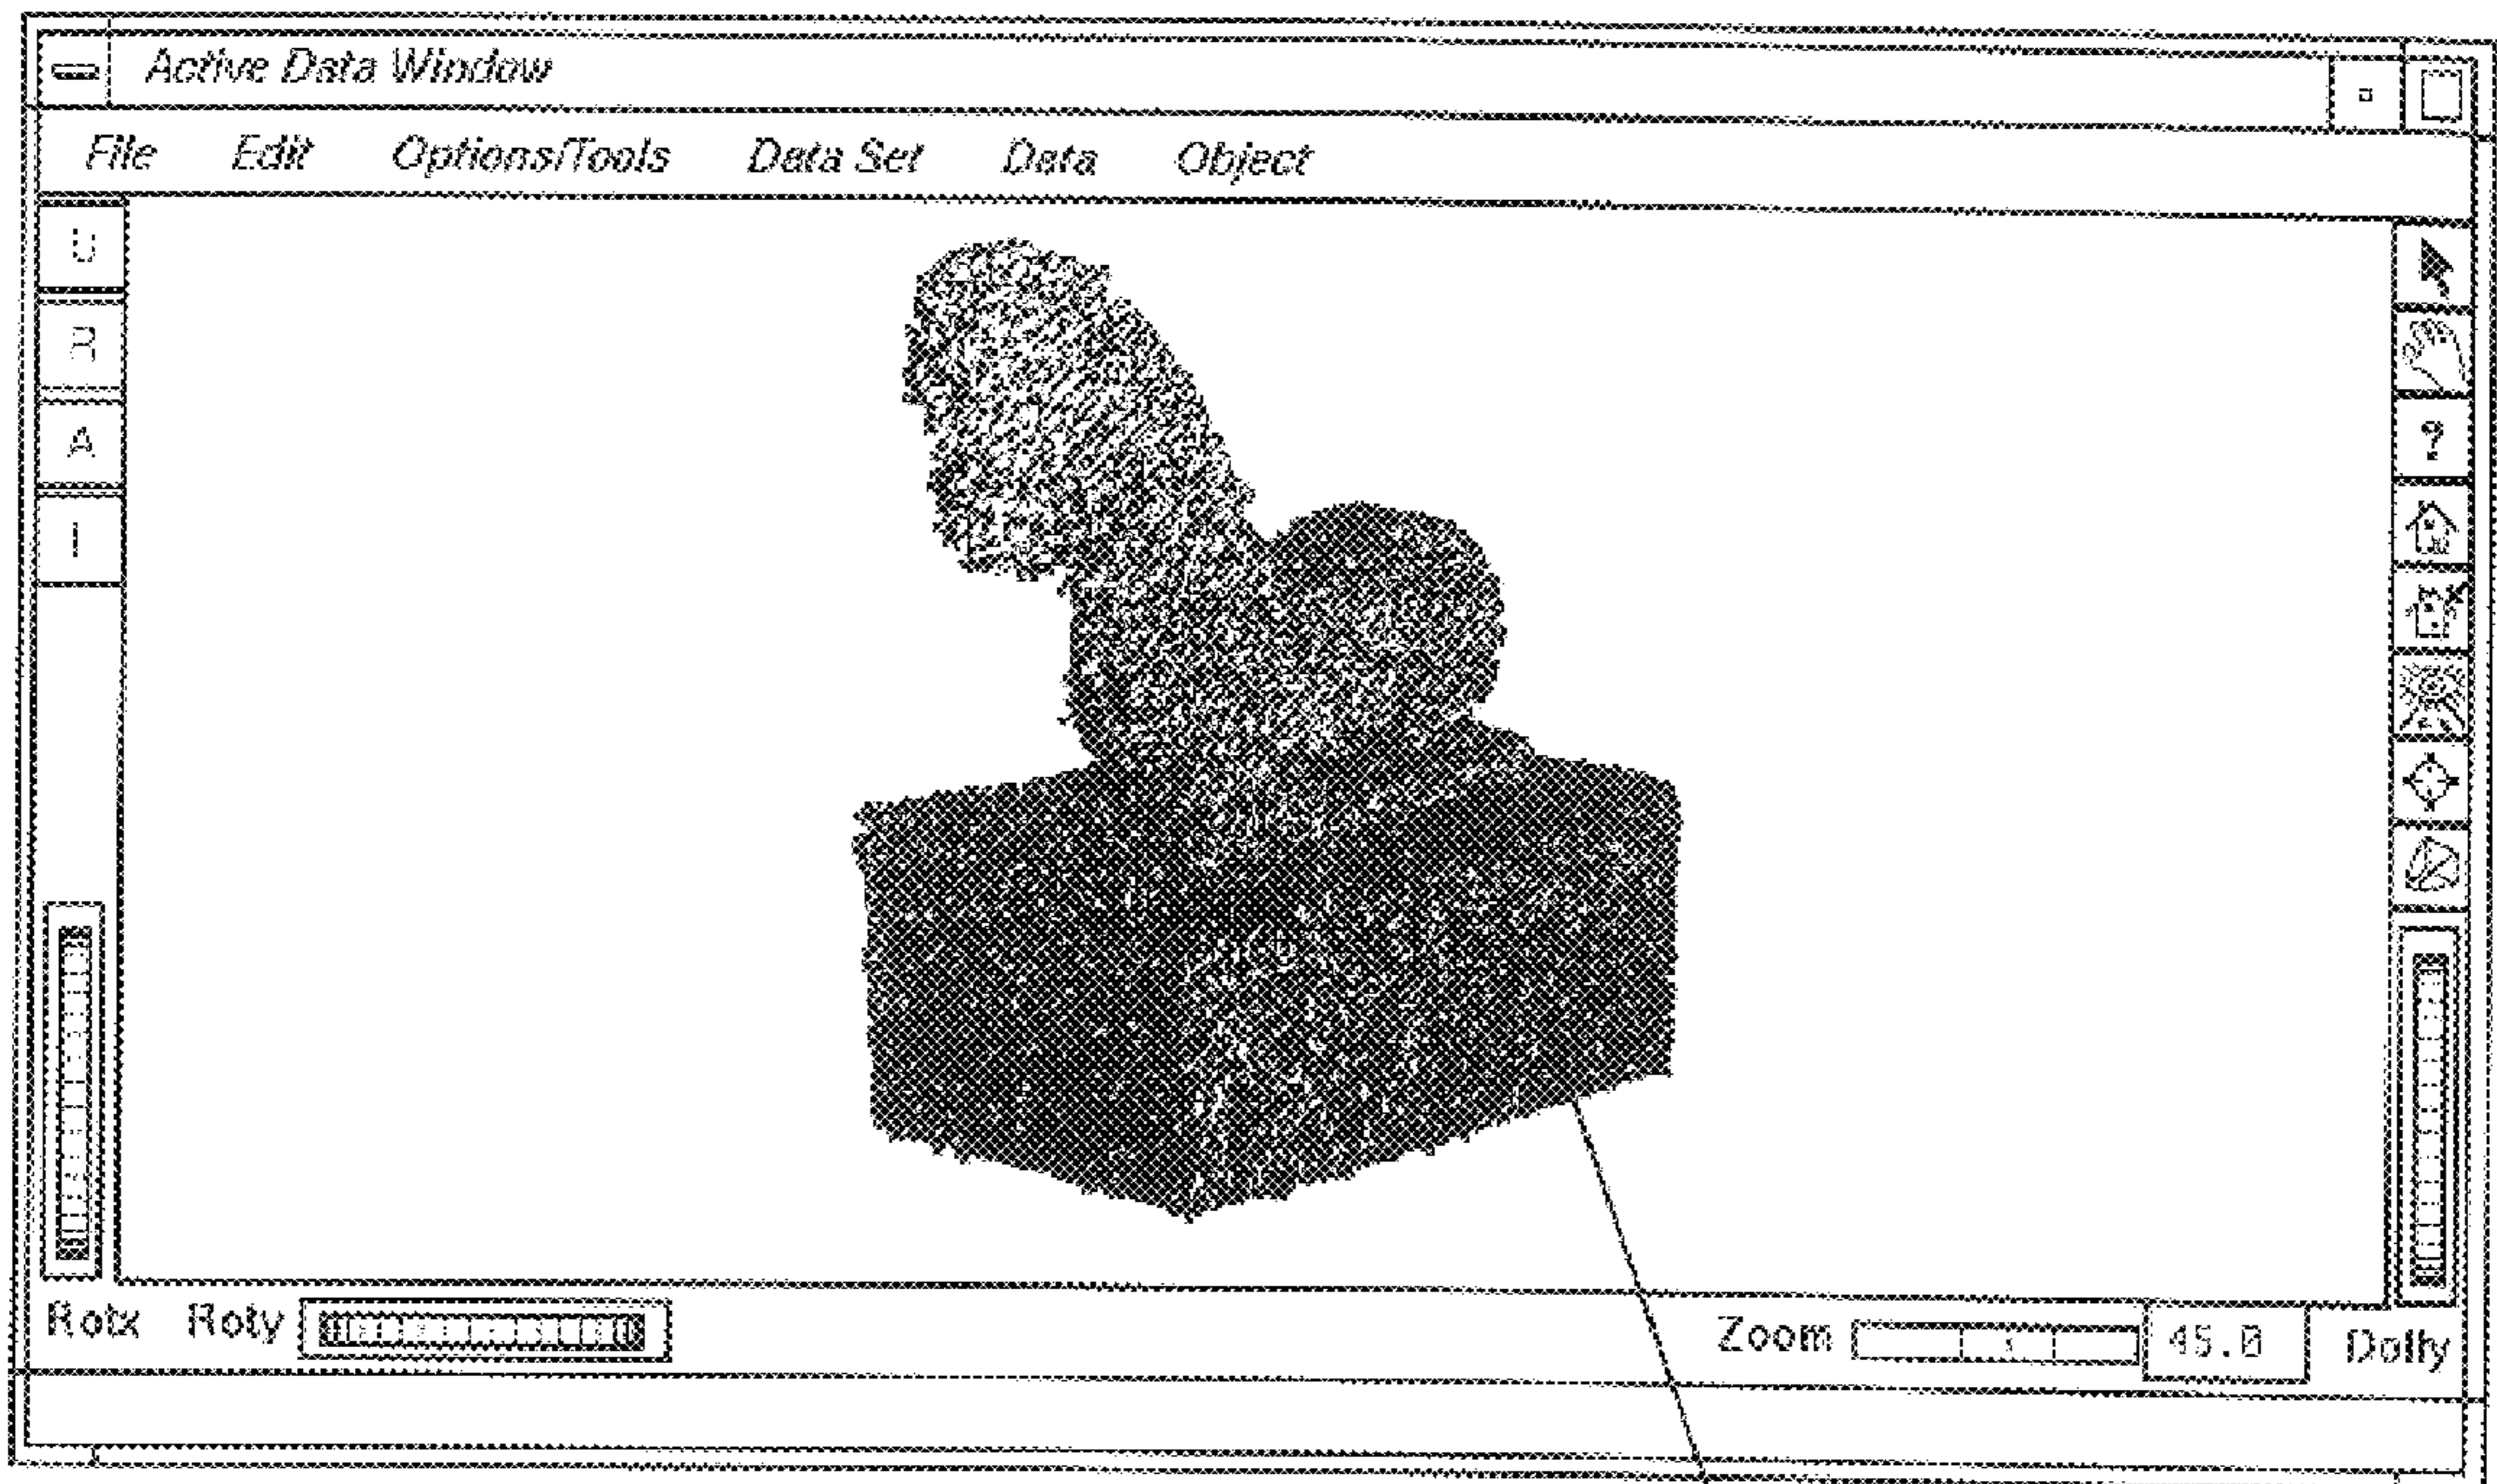 Active Data Window
File Edit Options/Tools Data Set Data Object
U
R
A
I
?
Rotx Roty Zoom 45.0 Dolly